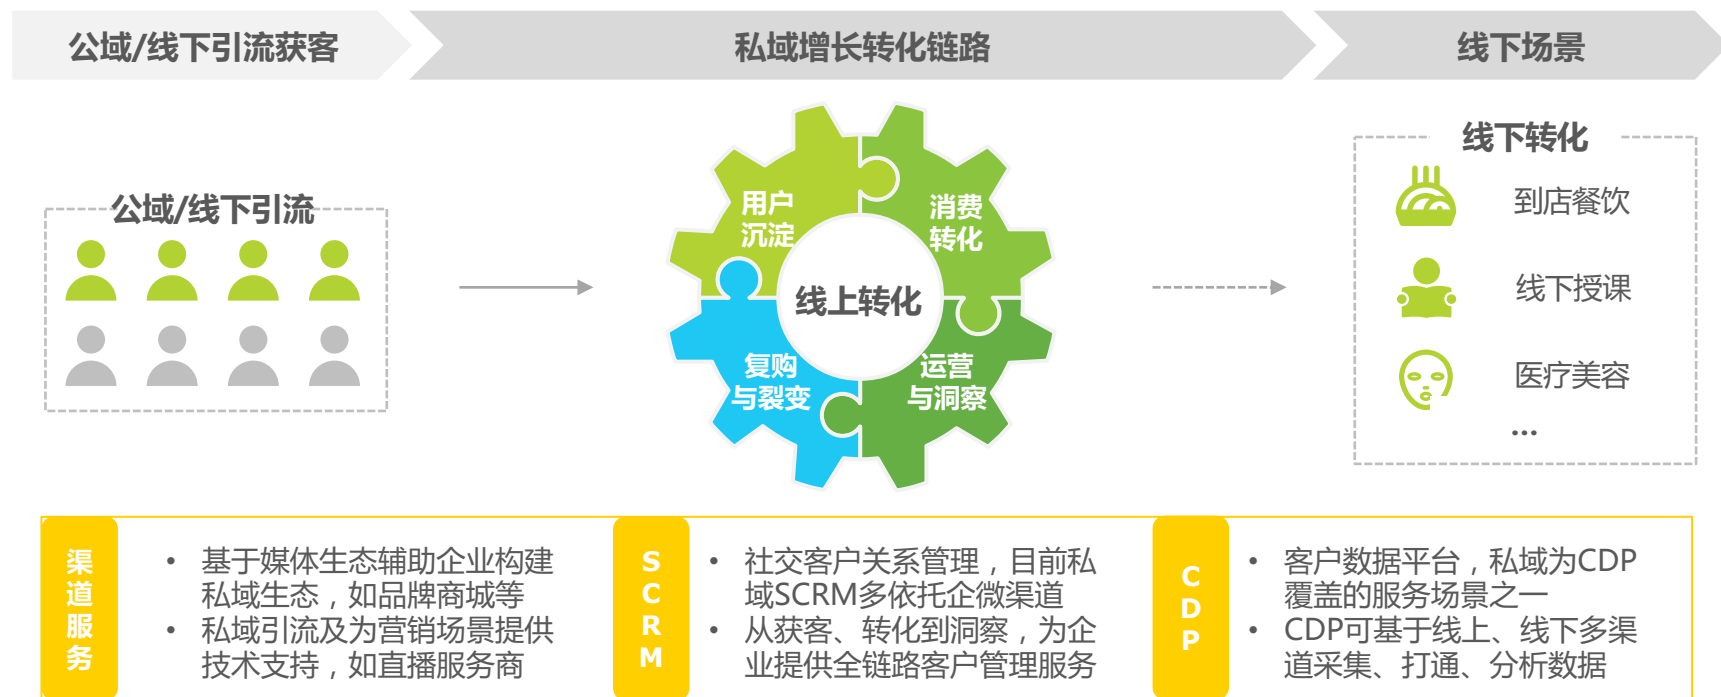 公域/线下引流获客
私域增长转化链路
线下场景
公域/线下引流
用户
沉淀
消费
转化
线上转化
复购
与裂变
运营
与洞察
线下转化
到店餐饮
线下授课
医疗美容
...
渠道服务
• 基于媒体生态辅助企业构建
私域生态，如品牌商城等
• 私域引流及为营销场景提供
技术支持，如直播服务商
SCRM
• 社交客户关系管理，目前私
域SCRM多依托企微渠道
• 从获客、转化到洞察，为企
业提供全链路客户管理服务
CDP
• 客户数据平台，私域为CDP
覆盖的服务场景之一
• CDP可基于线上、线下多渠
道采集、打通、分析数据